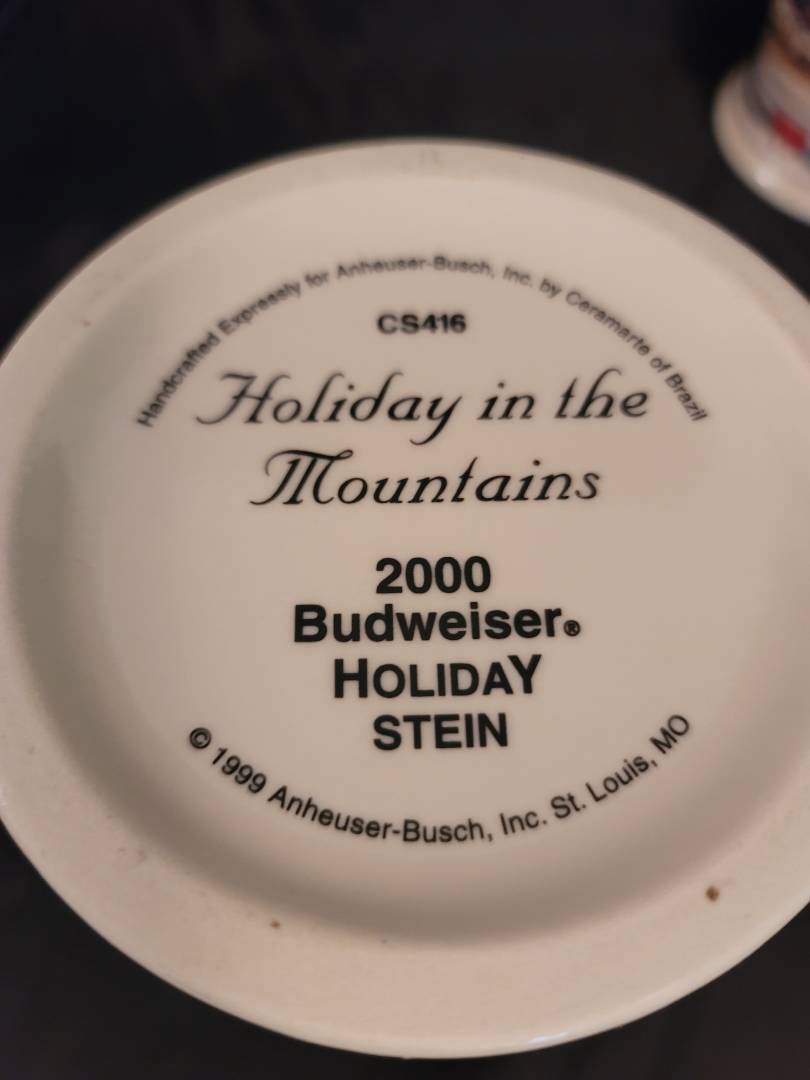 Handcrafted Expressly for Anheuser-Busch, Inc. by Ceramarte of Brazil
CS416
Holiday in the
Mountains
2000
Budweiser®
HOLIDAY
STEIN
© 1999 Anheuser-Busch, Inc. St. Louis, MO